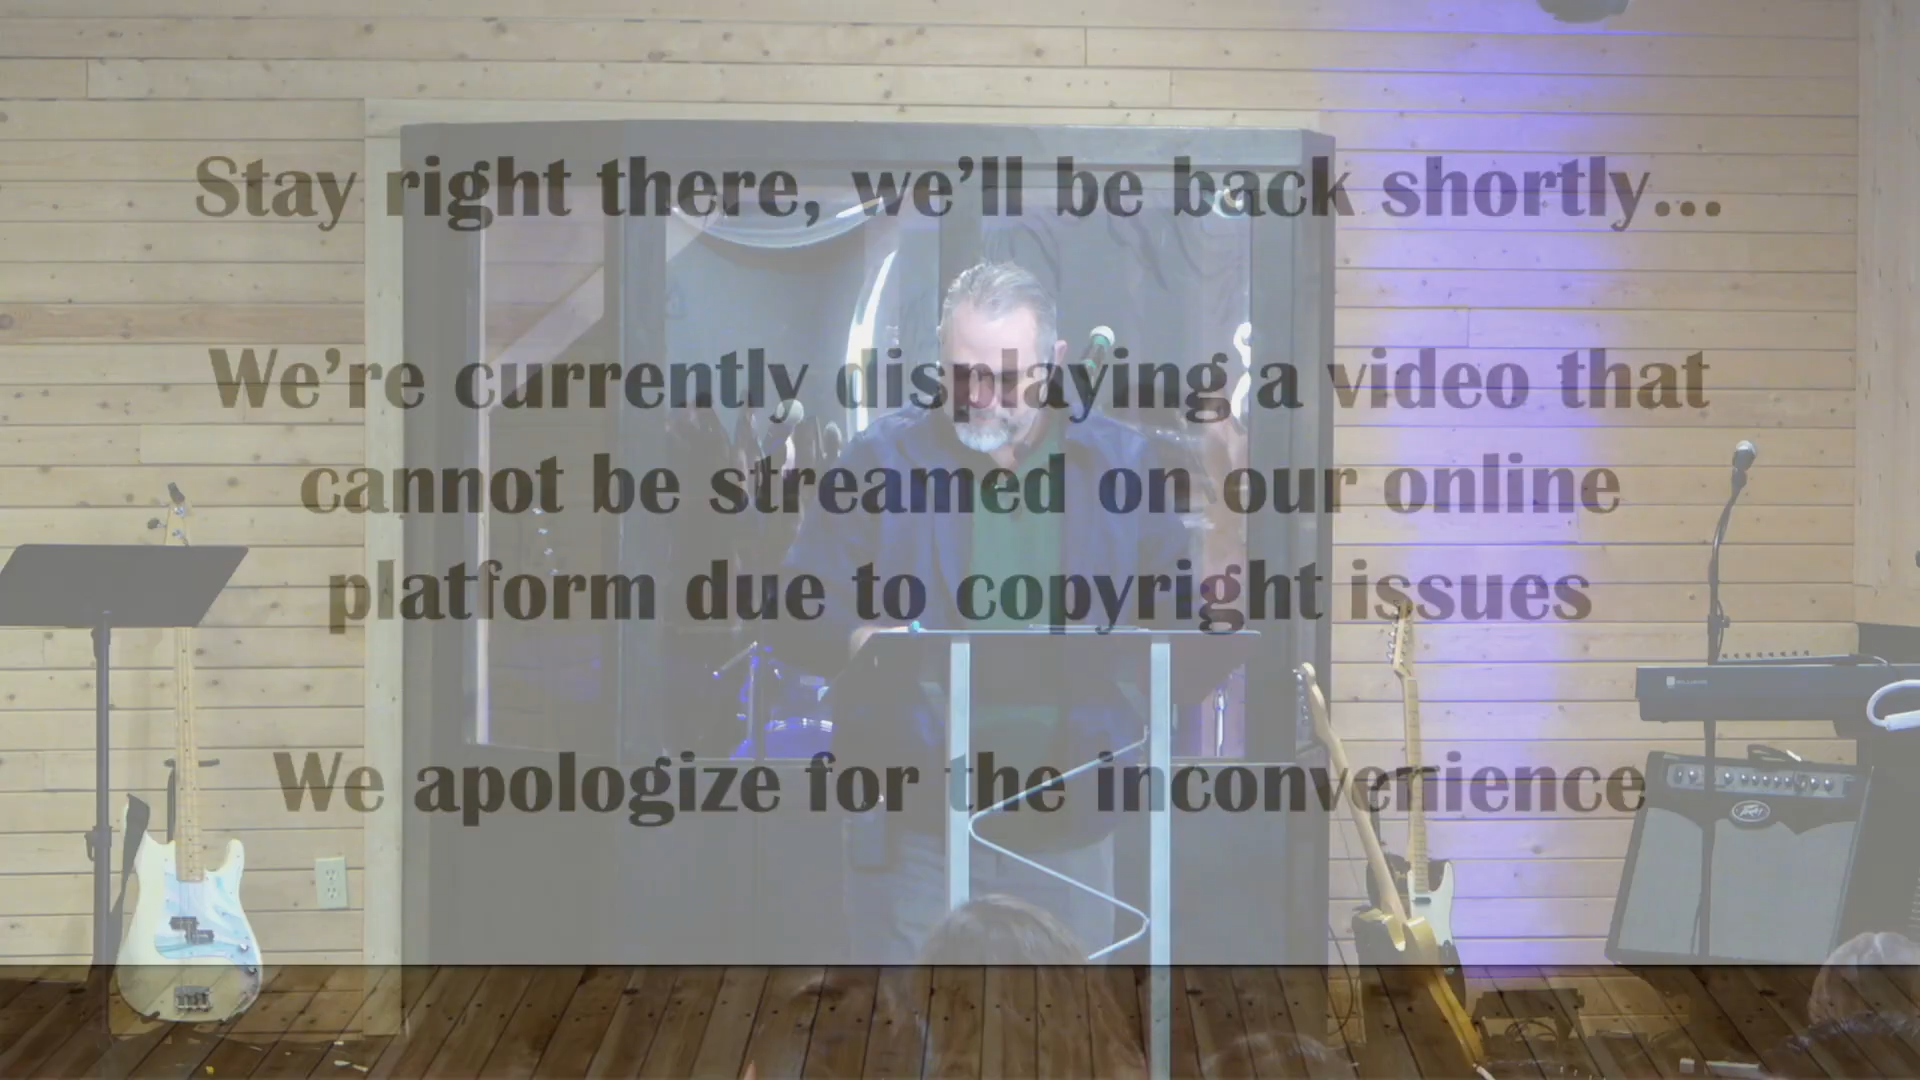 Stay right there, we’ll be back shortly...
We’re currently displaying a video that
cannot be streamed on our online
platform due to copyright issues
We apologize for the inconvenience